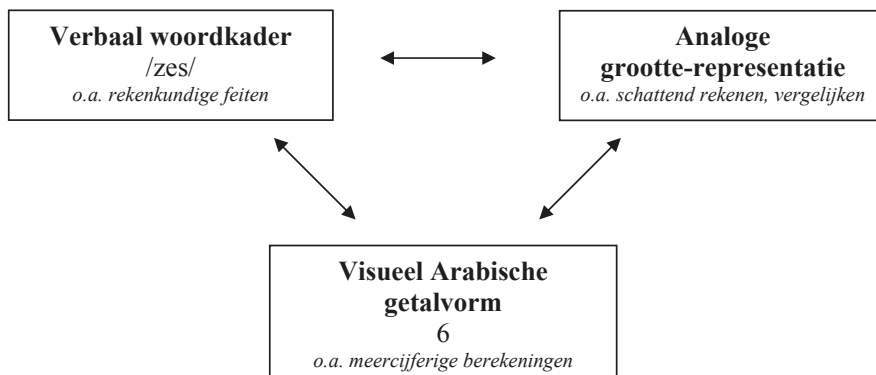 Verbaal woordkader
/zes/
o.a. rekenkundige feiten
Analoge
grootte-representatie
o.a. schattend rekenen, vergelijken
Visueel Arabische
getalvorm
6
o.a. meercijferige berekeningen